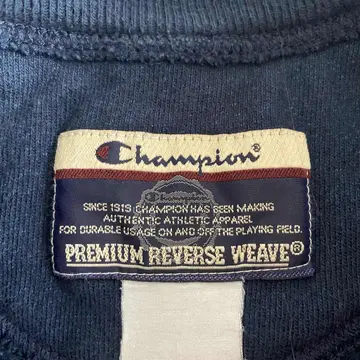 Champion®
SINCE 1919 CHAMPION HAS BEEN MAKING
AUTHENTIC ATHLETIC APPAREL
FOR DURABLE USAGE ON AND OFF THE PLAYING FIELD.
PREMIUM REVERSE WEAVE®